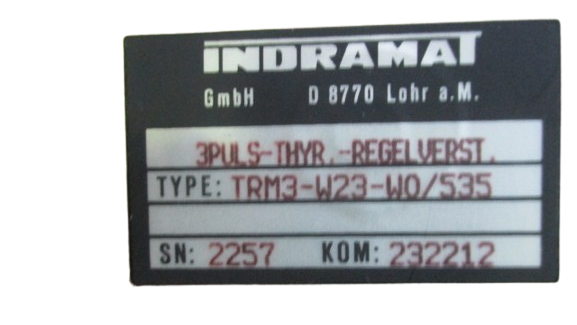 INDRAMAT
GmbH D 8770 Lohr a.M.
3PULS-THYR.-REGELVERST.
TYPE: TRM3-W23-W0/535
SN: 2257 KOM: 232212